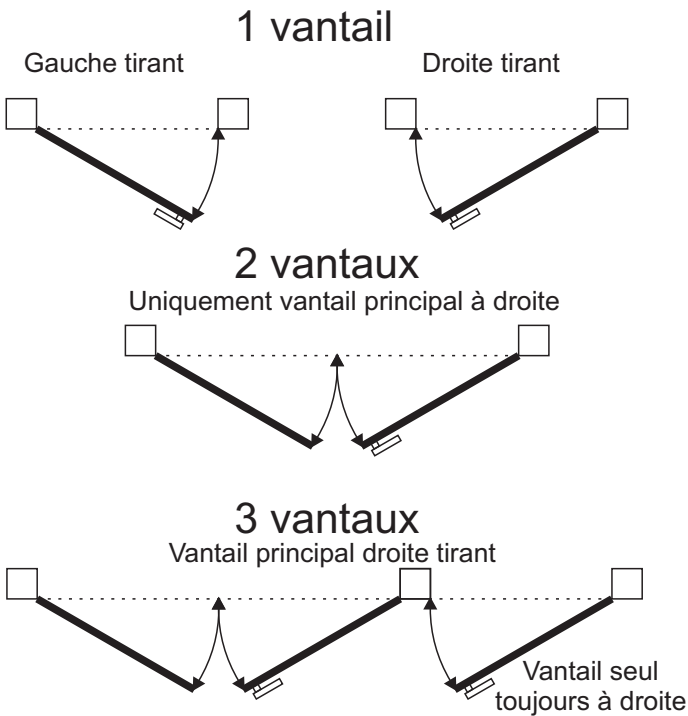 1 vantail
Gauche tirant
Droite tirant
2 vantaux
Uniquement vantail principal à droite
3 vantaux
Vantail principal droite tirant
Vantail seul
toujours à droite